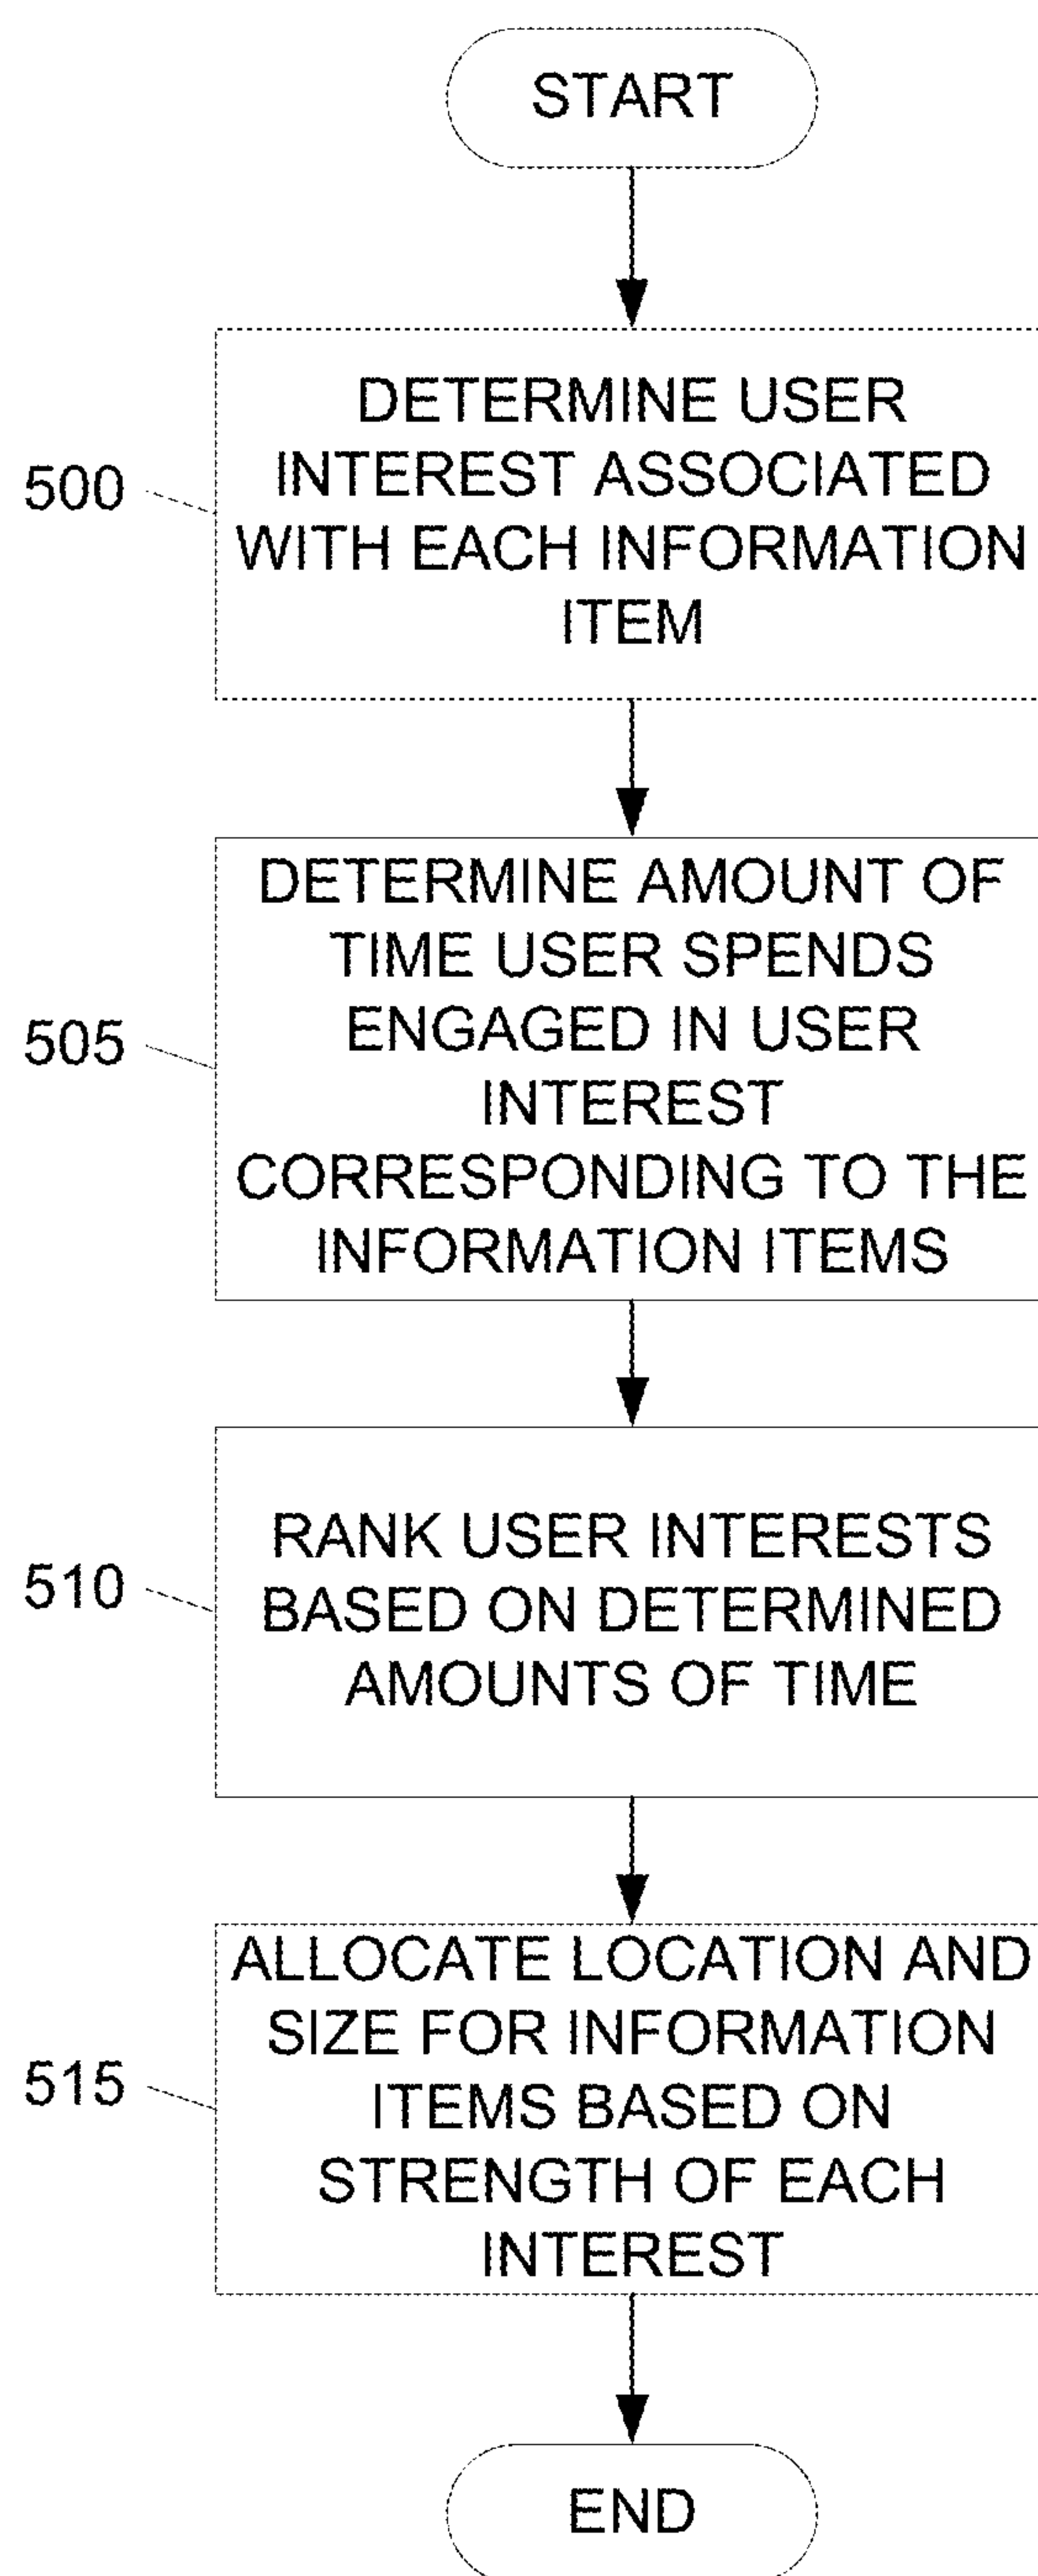 START
500
DETERMINE USER
INTEREST ASSOCIATED
WITH EACH INFORMATION
ITEM
505
DETERMINE AMOUNT OF
TIME USER SPENDS
ENGAGED IN USER
INTEREST
CORRESPONDING TO THE
INFORMATION ITEMS
510
RANK USER INTERESTS
BASED ON DETERMINED
AMOUNTS OF TIME
515
ALLOCATE LOCATION AND
SIZE FOR INFORMATION
ITEMS BASED ON
STRENGTH OF EACH
INTEREST
END